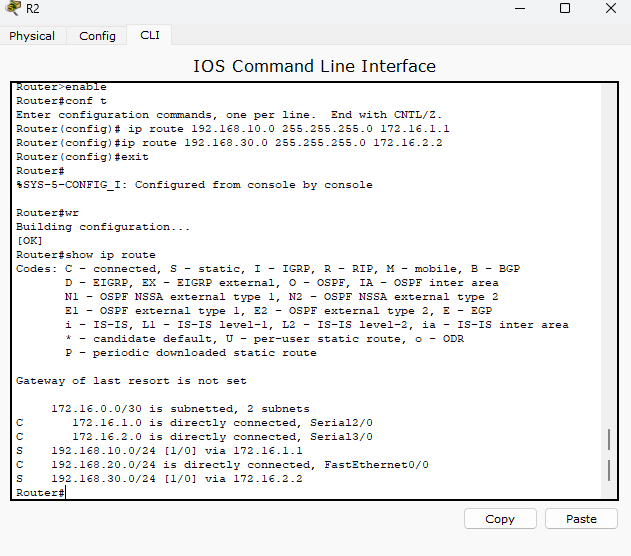 R2
Physical Config CLI
IOS Command Line Interface
Router>enable
Router#conf t
Enter configuration commands, one per line.  End with CNTL/Z.
Router(config)# ip route 192.168.10.0 255.255.255.0 172.16.1.1
Router(config)#ip route 192.168.30.0 255.255.255.0 172.16.2.2
Router(config)#exit
Router#
%SYS-5-CONFIG_I: Configured from console by console
Router#wr
Building configuration...
[OK]
Router#show ip route
Codes: C - connected, S - static, I - IGRP, R - RIP, M - mobile, B - BGP
       D - EIGRP, EX - EIGRP external, O - OSPF, IA - OSPF inter area
       N1 - OSPF NSSA external type 1, N2 - OSPF NSSA external type 2
       E1 - OSPF external type 1, E2 - OSPF external type 2, E - EGP
       i - IS-IS, L1 - IS-IS level-1, L2 - IS-IS level-2, ia - IS-IS inter area
       * - candidate default, U - per-user static route, o - ODR
       P - periodic downloaded static route
Gateway of last resort is not set
     172.16.0.0/30 is subnetted, 2 subnets
C       172.16.1.0 is directly connected, Serial2/0
C       172.16.2.0 is directly connected, Serial3/0
S    192.168.10.0/24 [1/0] via 172.16.1.1
C    192.168.20.0/24 is directly connected, FastEthernet0/0
S    192.168.30.0/24 [1/0] via 172.16.2.2
Router#
Copy Paste